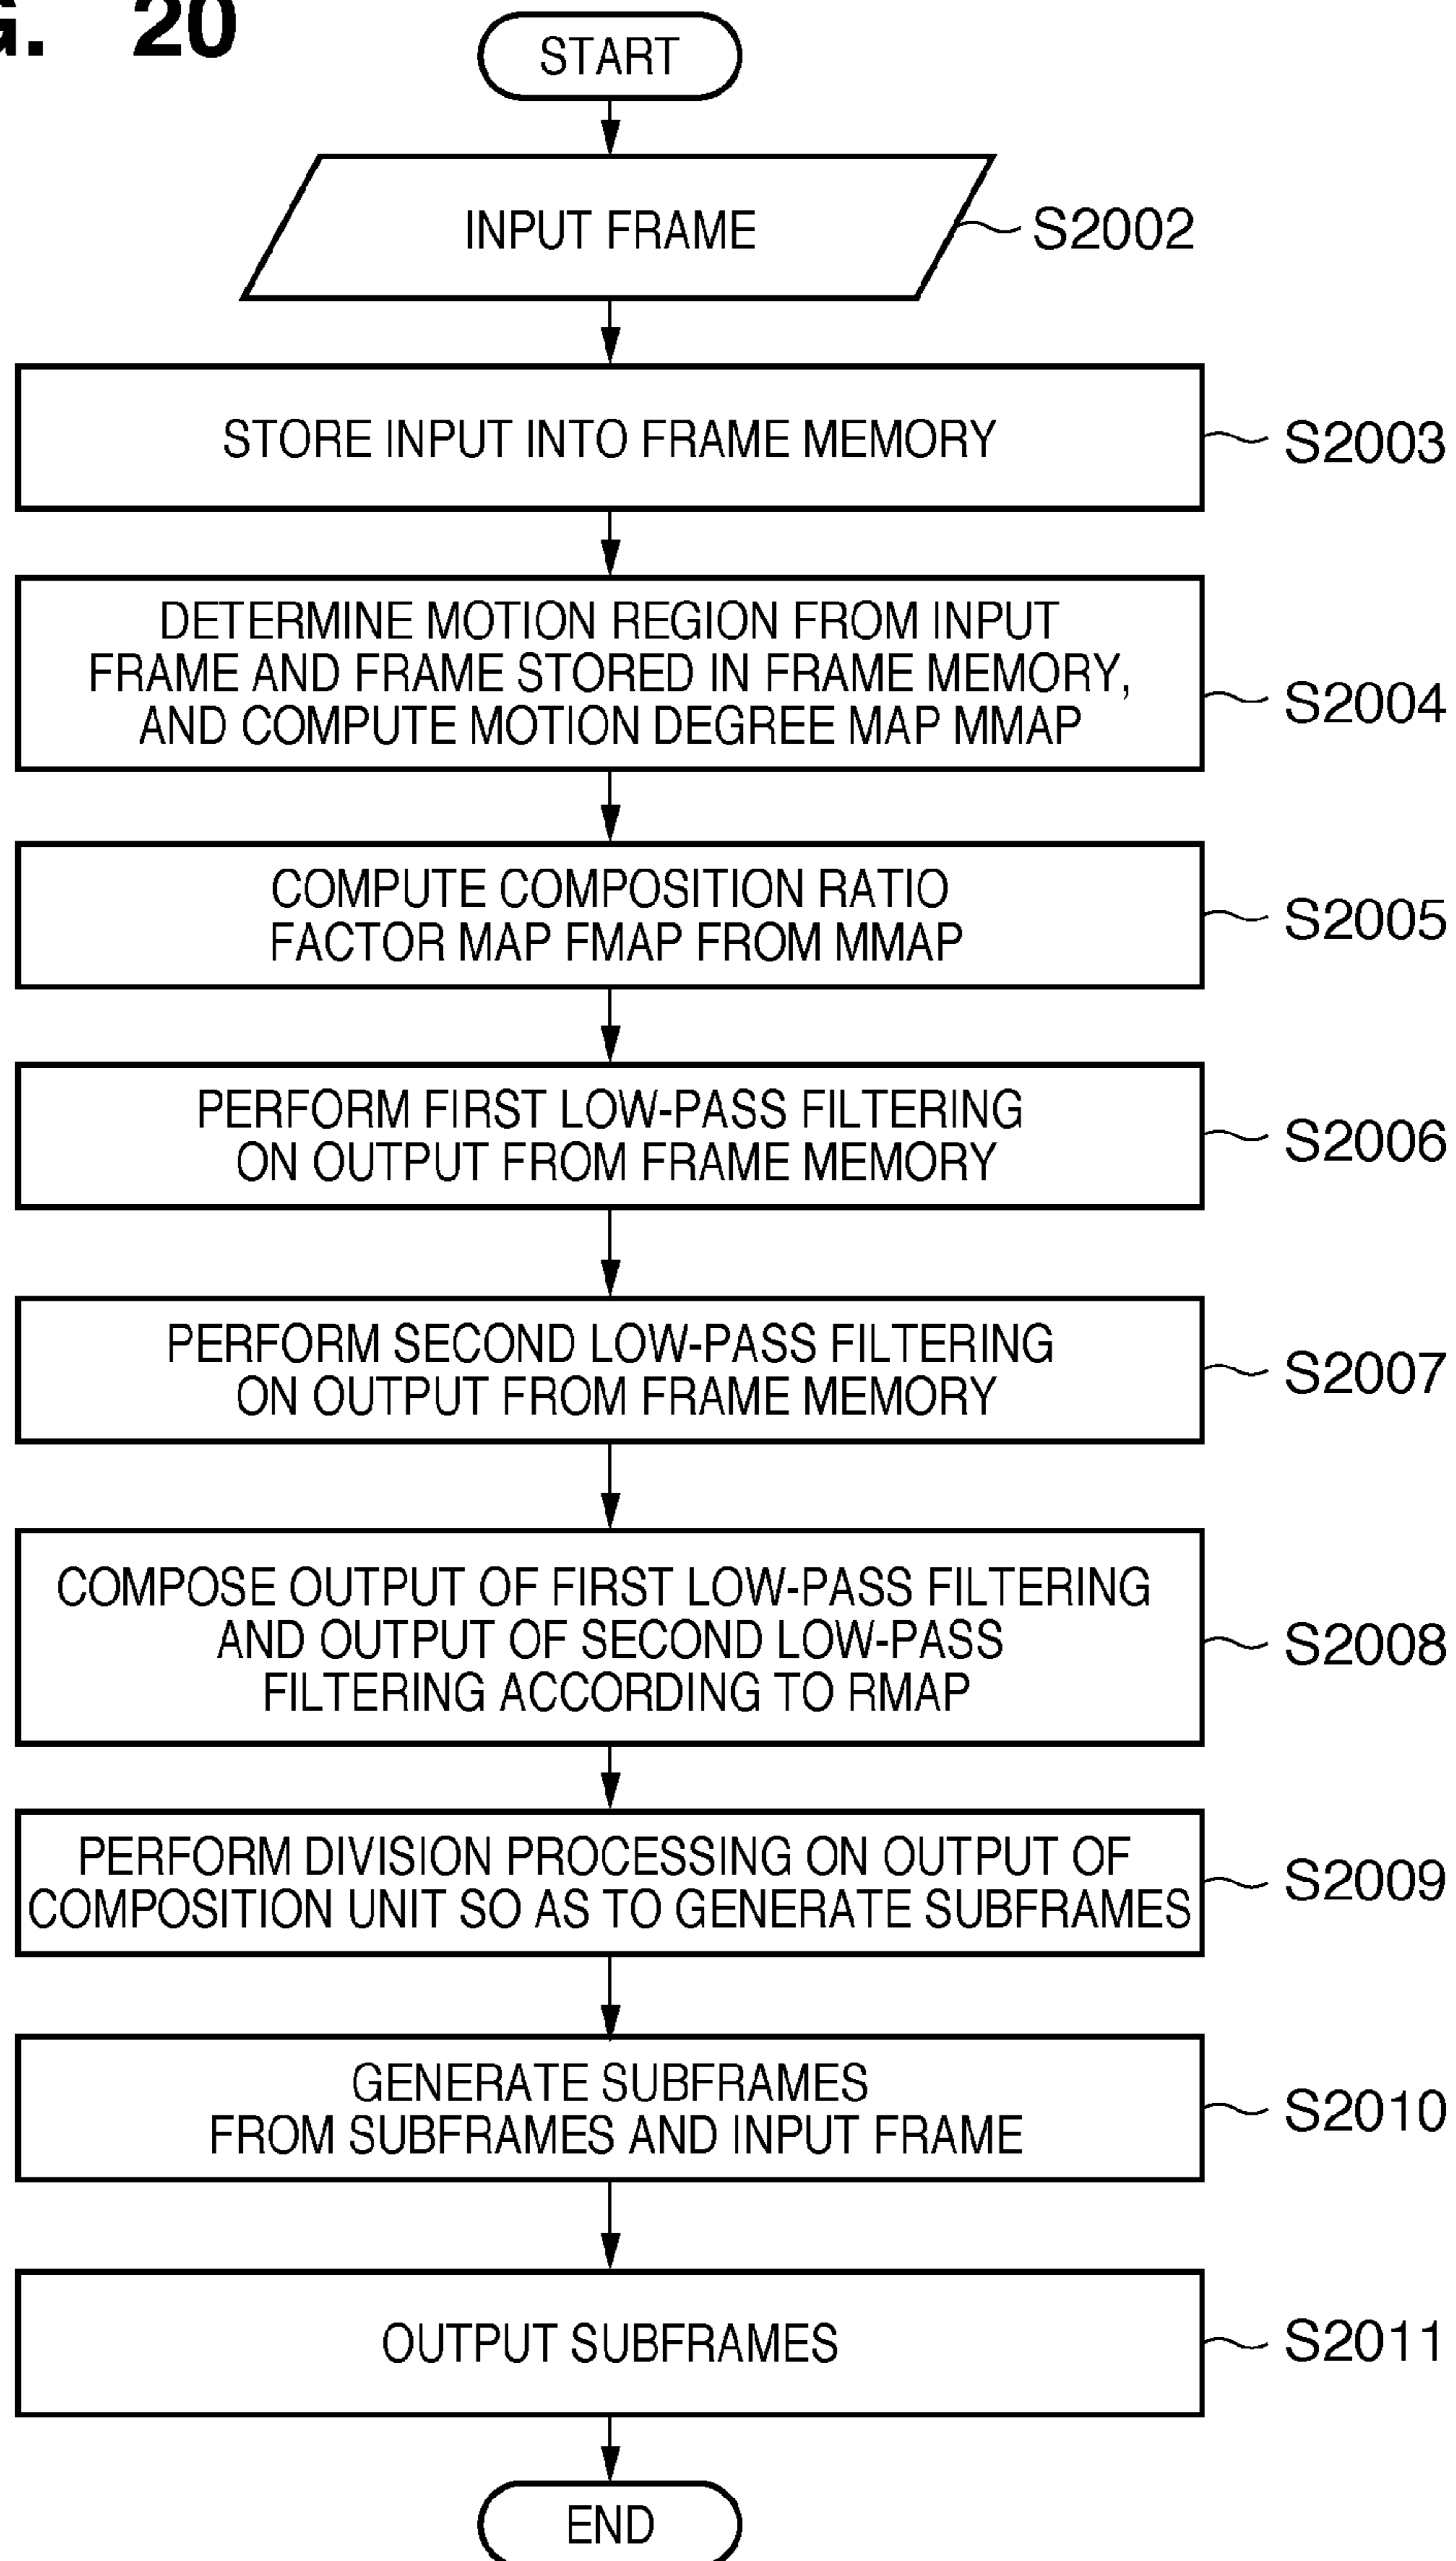 G. 20
START
INPUT FRAME
S2002
STORE INPUT INTO FRAME MEMORY
S2003
DETERMINE MOTION REGION FROM INPUT
FRAME AND FRAME STORED IN FRAME MEMORY,
AND COMPUTE MOTION DEGREE MAP MMAP
S2004
COMPUTE COMPOSITION RATIO
FACTOR MAP FMAP FROM MMAP
S2005
PERFORM FIRST LOW-PASS FILTERING
ON OUTPUT FROM FRAME MEMORY
S2006
PERFORM SECOND LOW-PASS FILTERING
ON OUTPUT FROM FRAME MEMORY
S2007
COMPOSE OUTPUT OF FIRST LOW-PASS FILTERING
AND OUTPUT OF SECOND LOW-PASS
FILTERING ACCORDING TO RMAP
S2008
PERFORM DIVISION PROCESSING ON OUTPUT OF
COMPOSITION UNIT SO AS TO GENERATE SUBFRAMES
S2009
GENERATE SUBFRAMES
FROM SUBFRAMES AND INPUT FRAME
S2010
OUTPUT SUBFRAMES
S2011
END